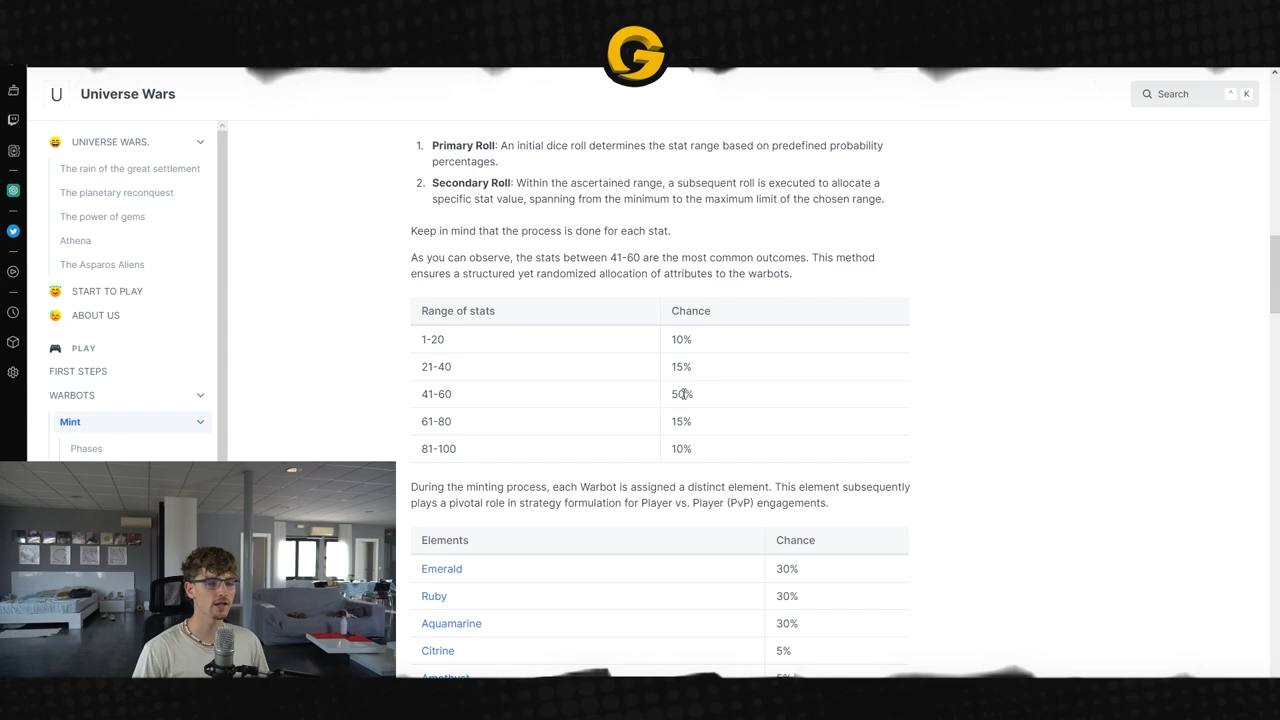 G
U
Universe Wars
Search
^ K
😄 UNIVERSE WARS.
The rain of the great settlement
The planetary reconquest
The power of gems
Athena
The Asparos Aliens
😇 START TO PLAY
😓 ABOUT US
🎮 PLAY
FIRST STEPS
WARBOTS
Mint
Phases
1. Primary Roll: An initial dice roll determines the stat range based on predefined probability
percentages.
2. Secondary Roll: Within the ascertained range, a subsequent roll is executed to allocate a
specific stat value, spanning from the minimum to the maximum limit of the chosen range.
Keep in mind that the process is done for each stat.
As you can observe, the stats between 41-60 are the most common outcomes. This method
ensures a structured yet randomized allocation of attributes to the warbots.
Range of stats Chance
1-20 10%
21-40 15%
41-60 50%
61-80 15%
81-100 10%
During the minting process, each Warbot is assigned a distinct element. This element subsequently
plays a pivotal role in strategy formulation for Player vs. Player (PvP) engagements.
Elements Chance
Emerald 30%
Ruby 30%
Aquamarine 30%
Citrine 5%
Amethyst 5%